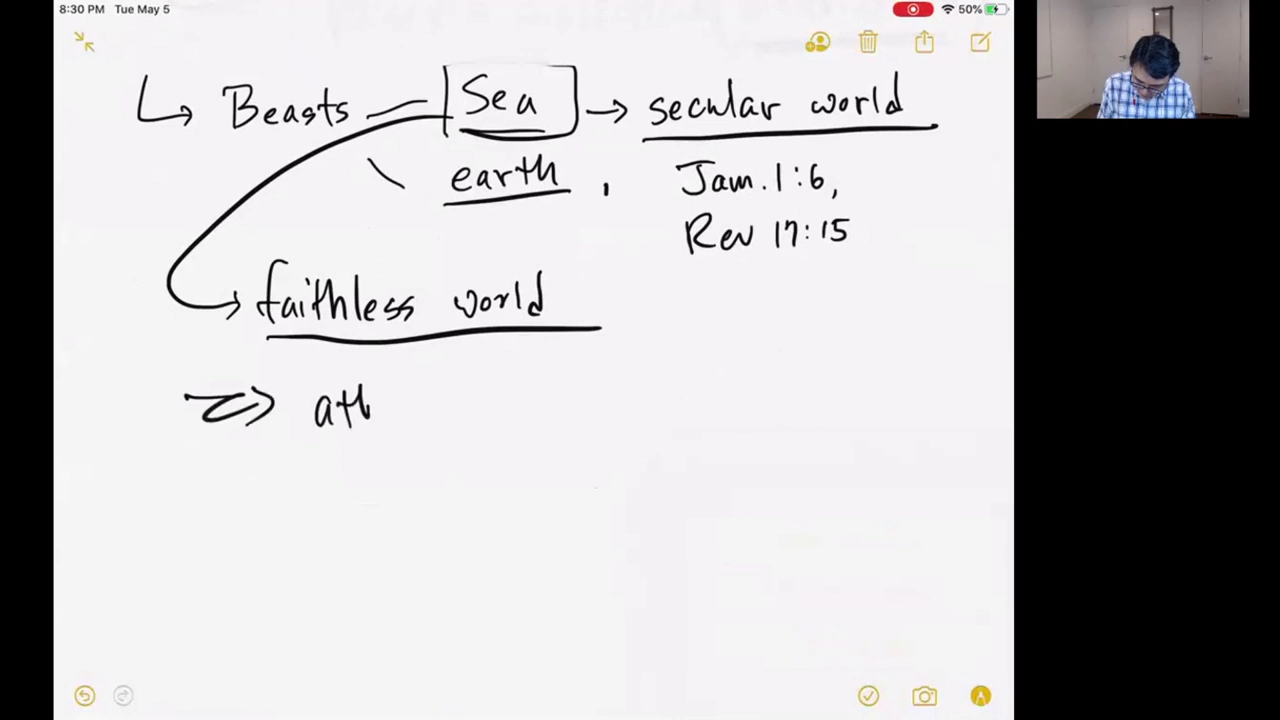 8:30 PM Tue May 5 50%
↳ Beasts Sea → secular world
earth . Jam. 1:6,
Rev 17:15
→ faithless world
⇒ ath